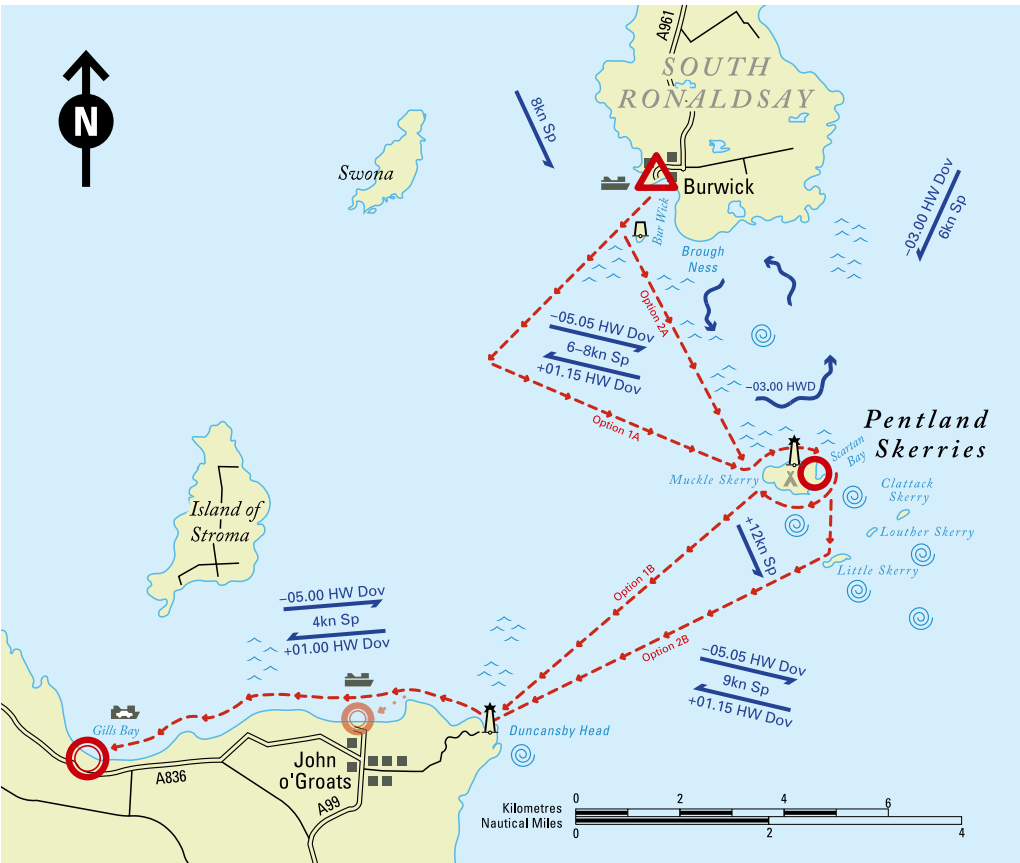 A961
SOUTH
RONALDSAY
N
8kn Sp
Swona
Burwick
Bur Wick
–03.00 HW Dov
6kn Sp
Brough
Ness
Option 2A
–05.05 HW Dov
6–8kn Sp
+01.15 HW Dov
–03.00 HWD
Option 1A
Pentland
Skerries
Scartan
Bay
Muckle Skerry
Clattack
Skerry
Island of
Stroma
Louther Skerry
+12kn Sp
Little Skerry
Option 1B
–05.00 HW Dov
4kn Sp
+01.00 HW Dov
Option 2B
–05.05 HW Dov
9kn Sp
+01.15 HW Dov
Gills Bay
Duncansby Head
John
o'Groats
A836
A99
Kilometres
0 2 4 6
Nautical Miles
0 2 4